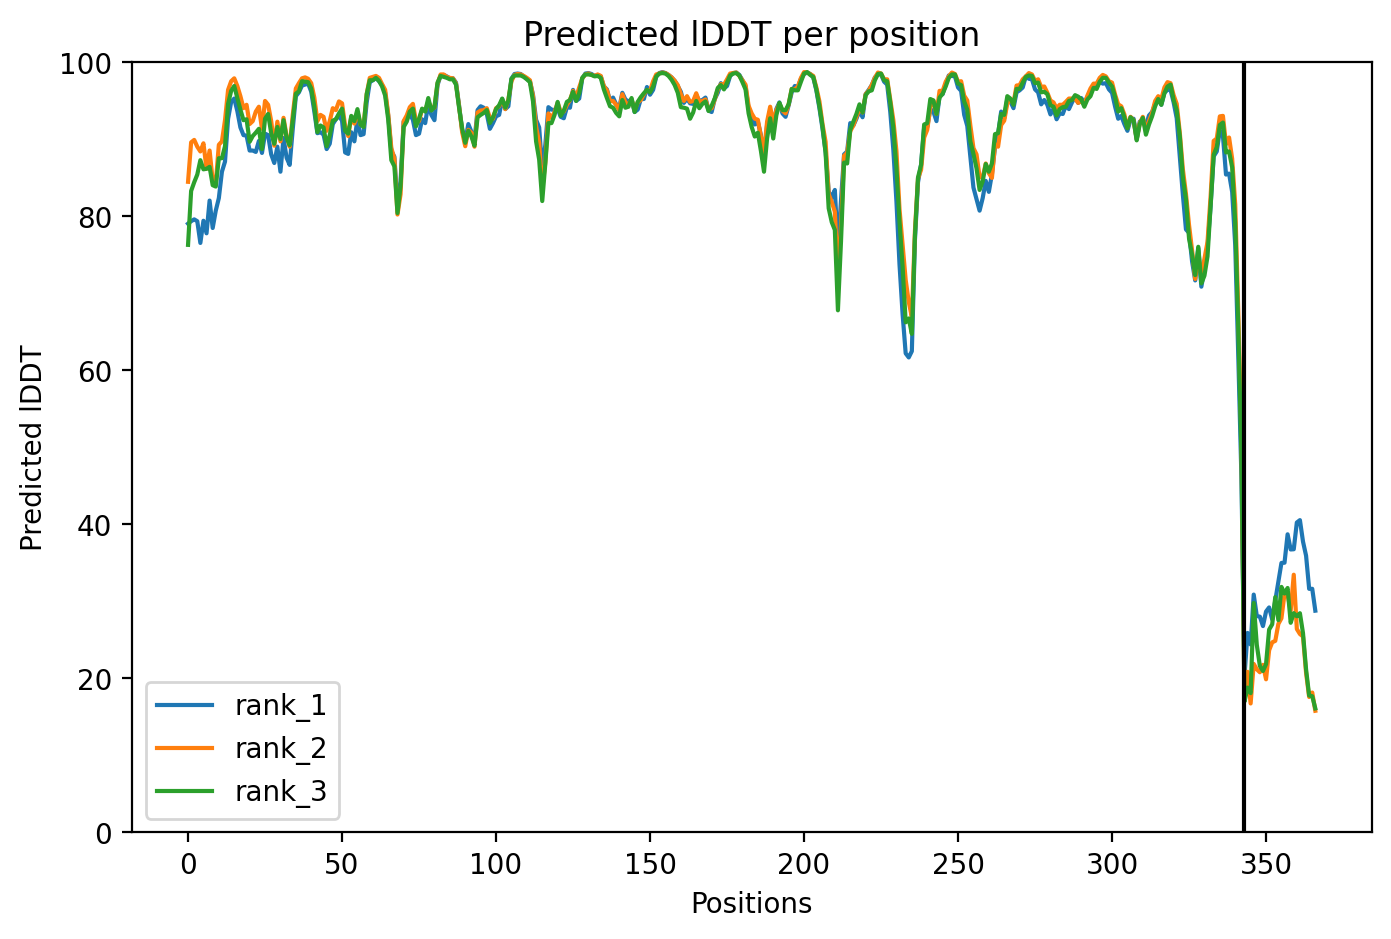 Predicted lDDT per position
100
80
60
40
20
0
Predicted lDDT
rank_1
rank_2
rank_3
0 50 100 150 200 250 300 350
Positions